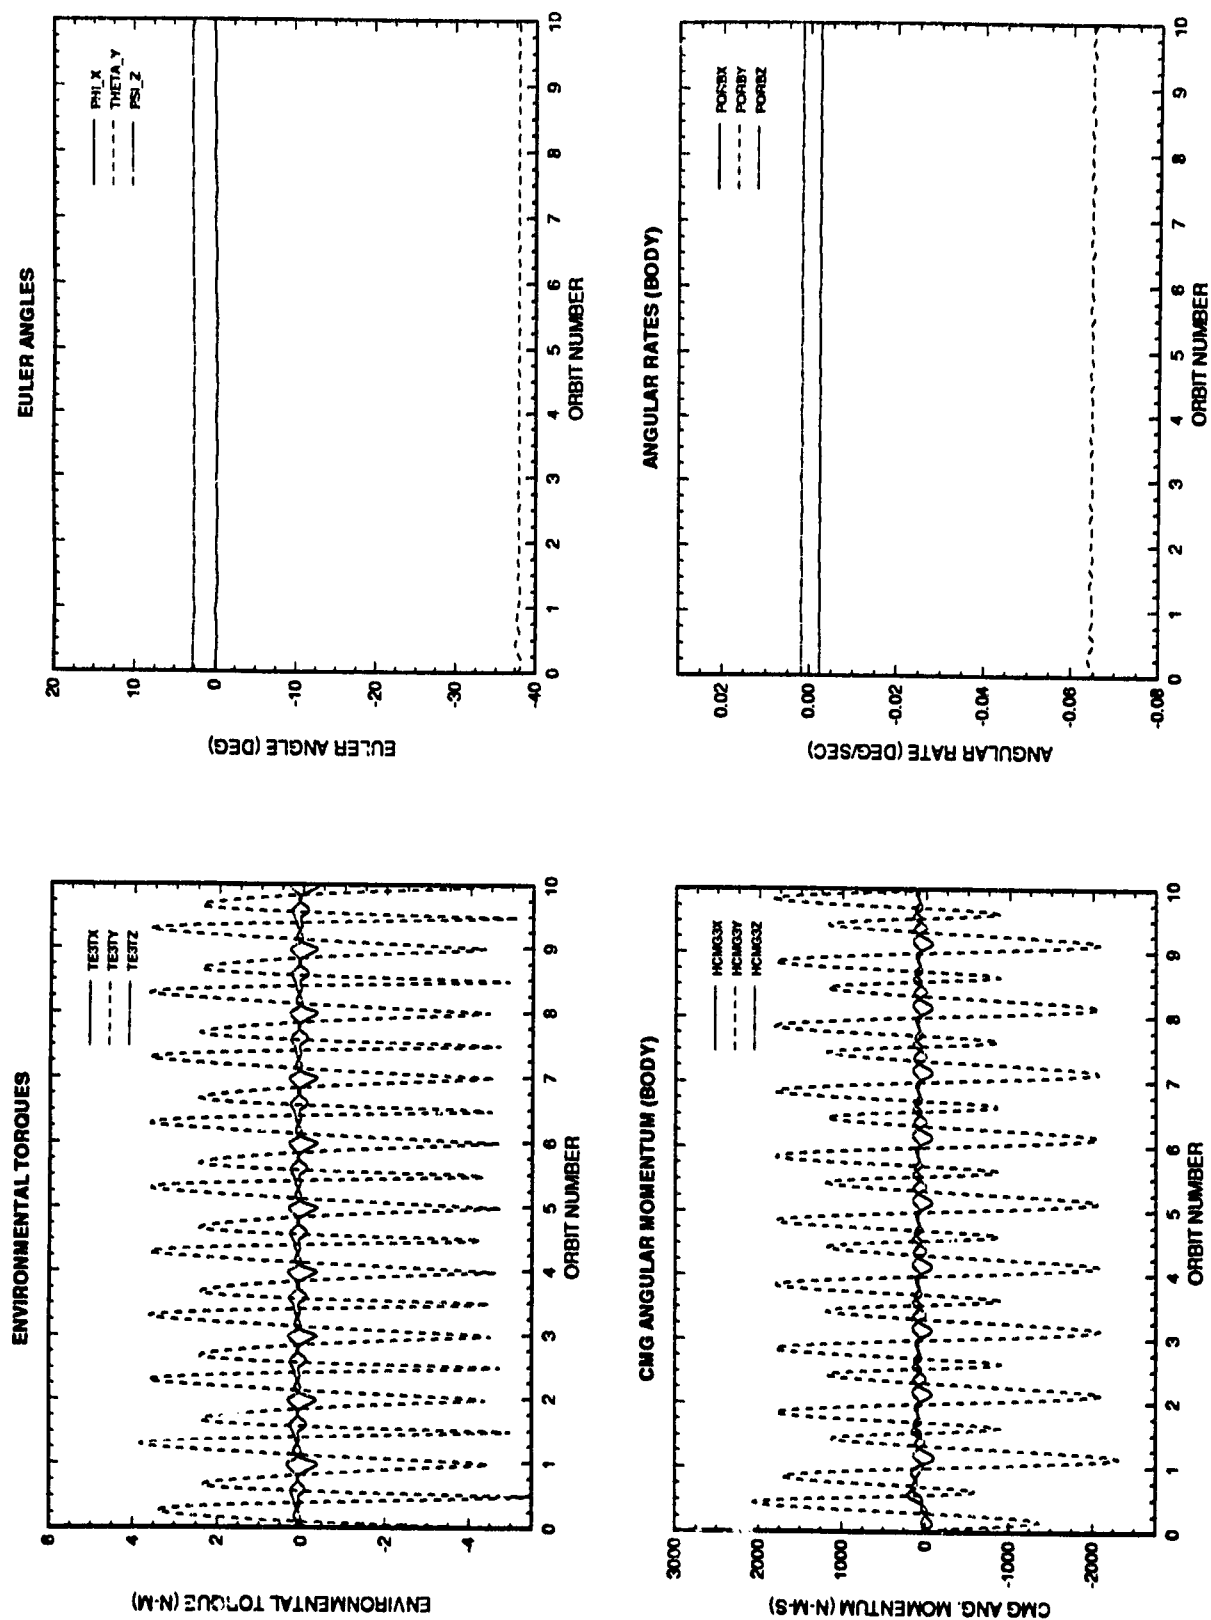 ENVIRONMENTAL TORQUES
ENVIRONMENTAL TORQUE (N-M)
6
4
2
0
-2
-4
TE3TX
TE3TY
TE3TZ
0 1 2 3 4 5 6 7 8 9 10
ORBIT NUMBER
EULER ANGLES
EULER ANGLE (DEG)
20
10
0
-10
-20
-30
-40
PHI_X
THETA_Y
PSI_Z
0 1 2 3 4 5 6 7 8 9 10
ORBIT NUMBER
CMG ANGULAR MOMENTUM (BODY)
CMG ANG. MOMENTUM (N-M-S)
3000
2000
1000
0
-1000
-2000
HCMG3X
HCMG3Y
HCMG3Z
0 1 2 3 4 5 6 7 8 9 10
ORBIT NUMBER
ANGULAR RATES (BODY)
ANGULAR RATE (DEG/SEC)
0.02
0.00
-0.02
-0.04
-0.06
-0.08
PORBX
PORBY
PORBZ
0 1 2 3 4 5 6 7 8 9 10
ORBIT NUMBER